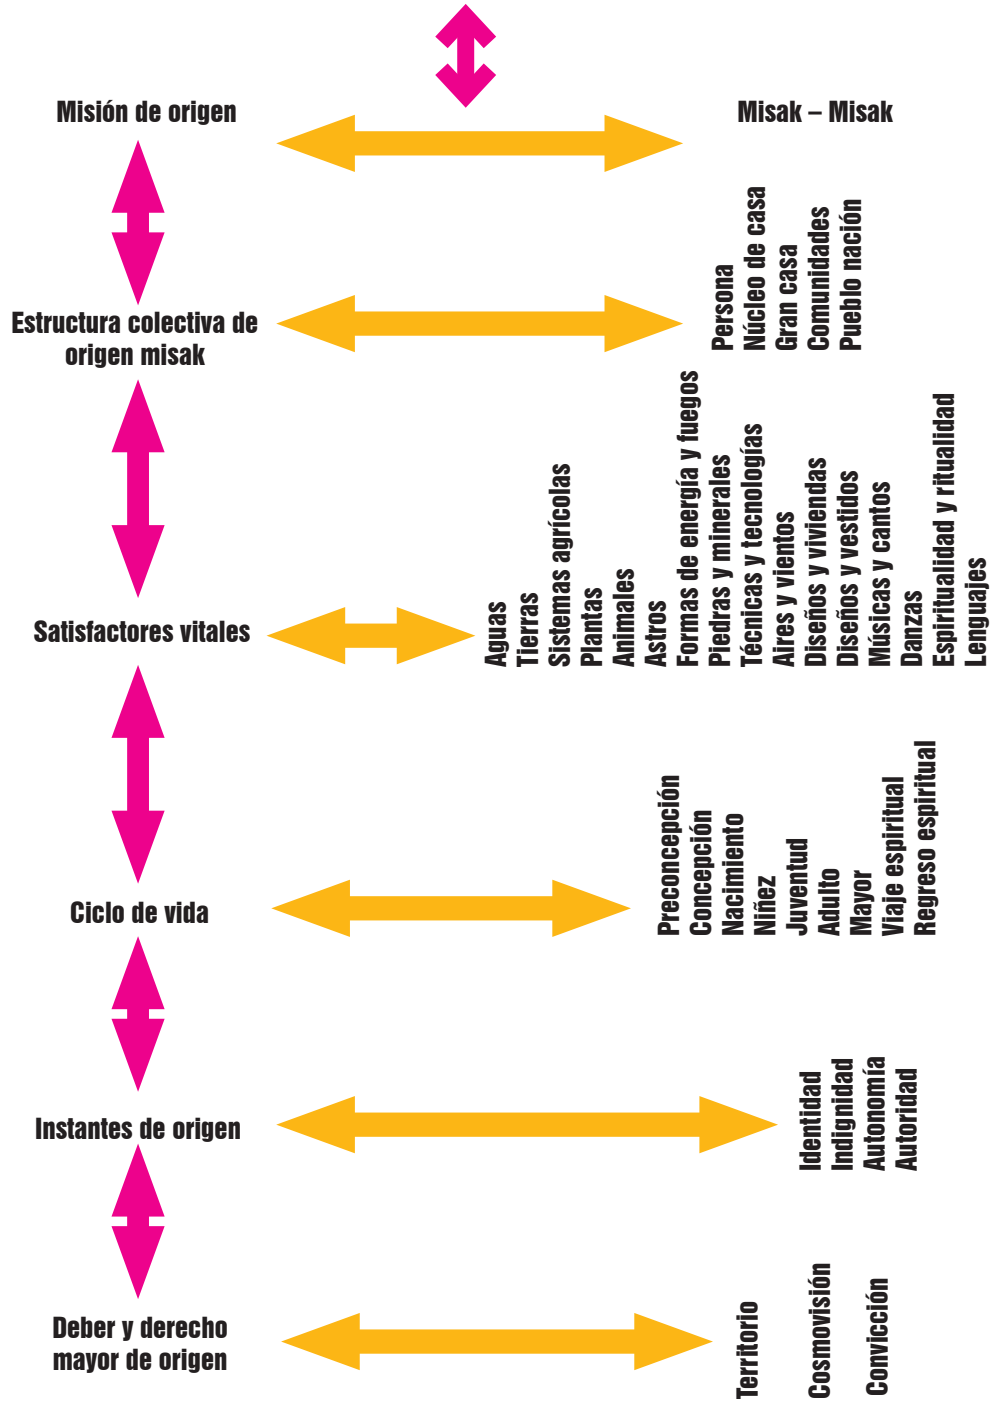 Misión de origen
Misak – Misak
Estructura colectiva de
origen misak
Persona
Núcleo de casa
Gran casa
Comunidades
Pueblo nación
Satisfactores vitales
Aguas
Tierras
Sistemas agrícolas
Plantas
Animales
Astros
Formas de energía y fuegos
Piedras y minerales
Técnicas y tecnologías
Aires y vientos
Diseños y viviendas
Diseños y vestidos
Músicas y cantos
Danzas
Espiritualidad y ritualidad
Lenguajes
Ciclo de vida
Preconcepción
Concepción
Nacimiento
Niñez
Juventud
Adulto
Mayor
Viaje espiritual
Regreso espiritual
Instantes de origen
Identidad
Indignidad
Autonomía
Autoridad
Deber y derecho
mayor de origen
Territorio
Cosmovisión
Convicción